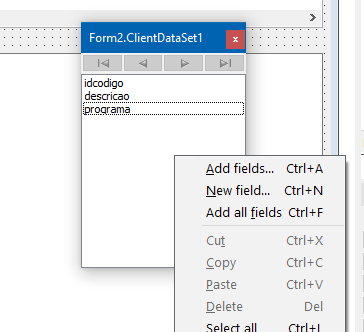 Form2.ClientDataSet1
idcodigo
descricao
programa
Add fields... Ctrl+A
New field... Ctrl+N
Add all fields Ctrl+F
Cut Ctrl+X
Copy Ctrl+C
Paste Ctrl+V
Delete Del
Select all Ctrl+L